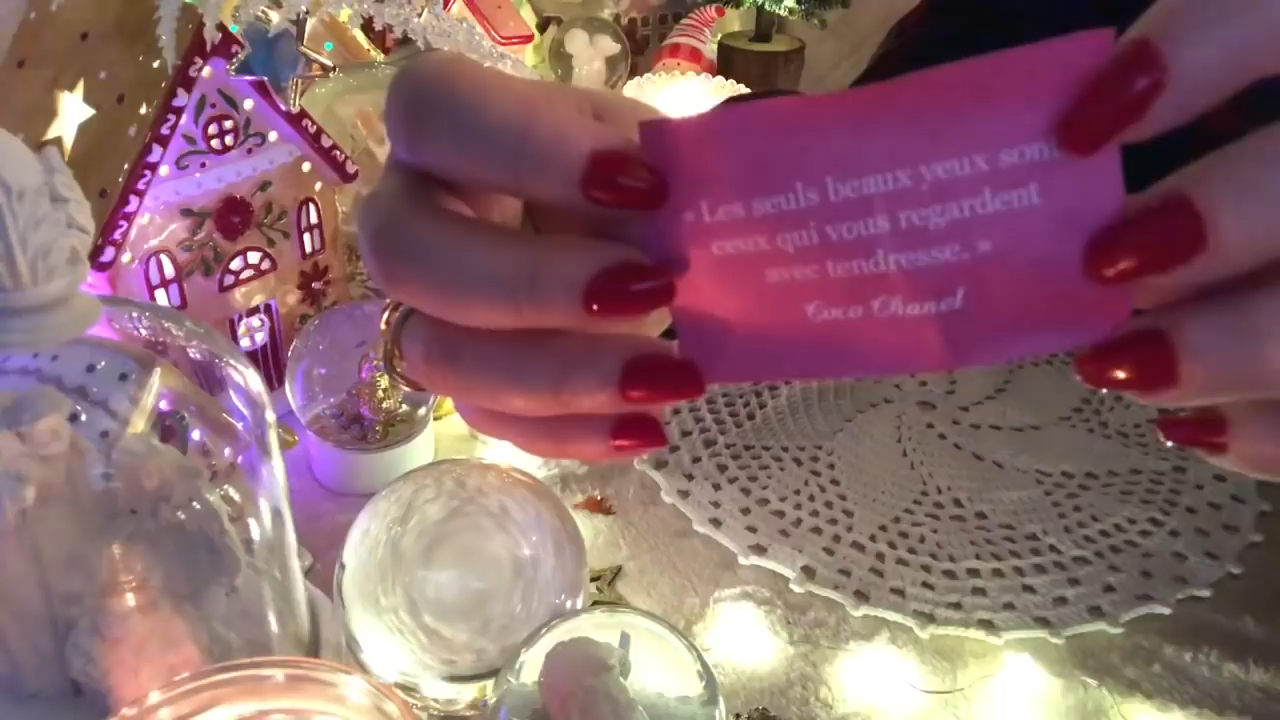 « Les seuls beaux yeux sont
ceux qui vous regardent
avec tendresse. »
Coco Chanel